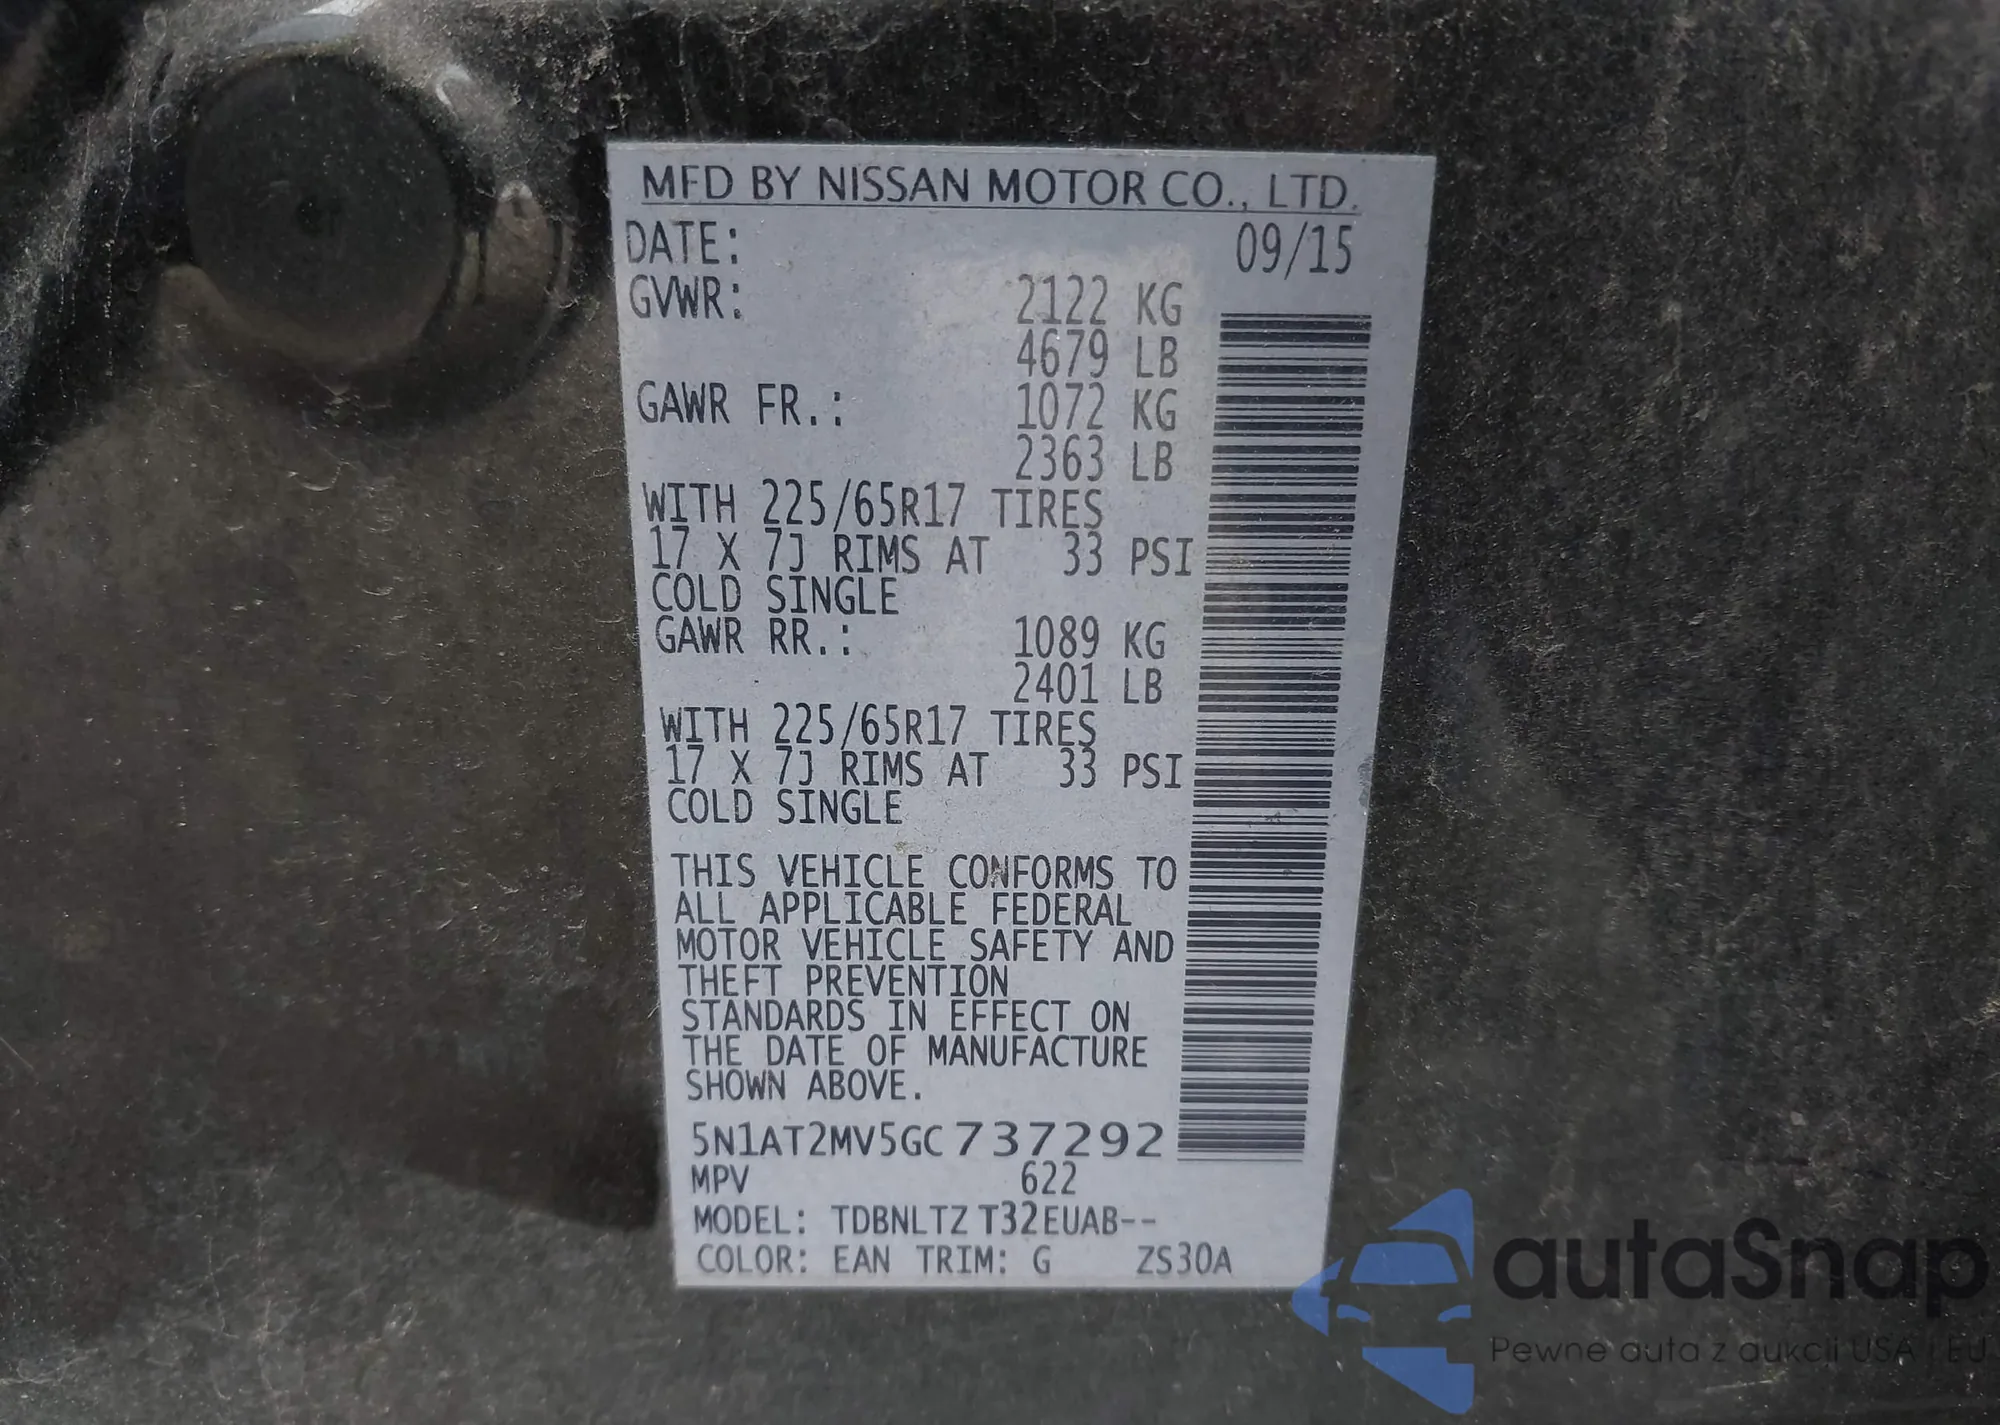 MFD BY NISSAN MOTOR CO., LTD.
DATE: 09/15
GVWR: 2122 KG
4679 LB
GAWR FR.: 1072 KG
2363 LB
WITH 225/65R17 TIRES
17 X 7J RIMS AT 33 PSI
COLD SINGLE
GAWR RR.: 1089 KG
2401 LB
WITH 225/65R17 TIRES
17 X 7J RIMS AT 33 PSI
COLD SINGLE
THIS VEHICLE CONFORMS TO
ALL APPLICABLE FEDERAL
MOTOR VEHICLE SAFETY AND
THEFT PREVENTION
STANDARDS IN EFFECT ON
THE DATE OF MANUFACTURE
SHOWN ABOVE.
5N1AT2MV5GC737292
MPV 622
MODEL: TDBNLTZ T32EUAB--
COLOR: EAN TRIM: G ZS30A
autaSnap
Pewne auta z aukcji USA i EU